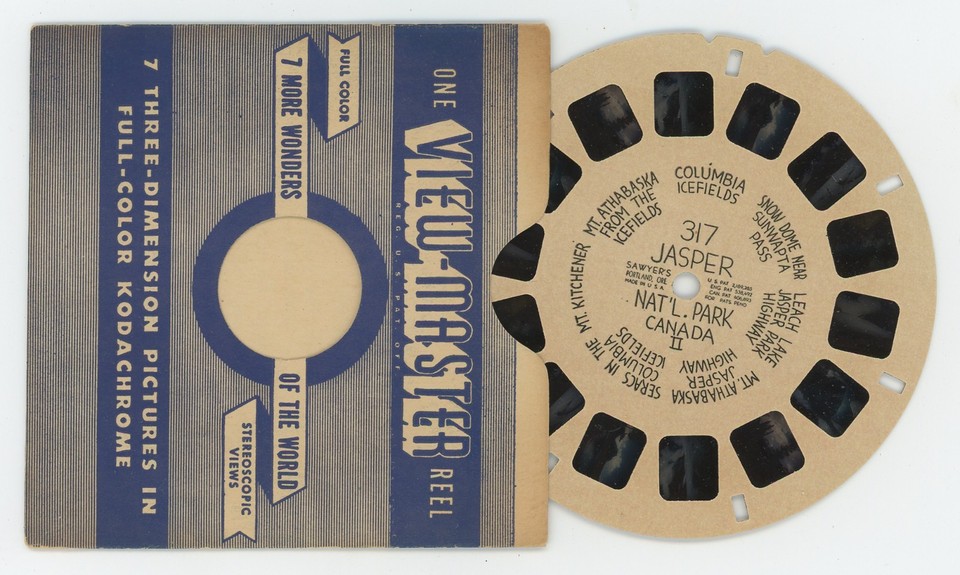 ONE
VIEW-MASTER
REEL
REG. U.S. PAT. OFF.
FULL COLOR
7 MORE WONDERS
OF THE WORLD
STEREOSCOPIC
VIEWS
7 THREE-DIMENSION PICTURES IN
FULL-COLOR KODACHROME
317
JASPER
SAWYER'S
PORTLAND, ORE.
MADE IN U.S.A.
NAT'L. PARK
CANADA
II
COLUMBIA
ICEFIELDS
SNOW DOME NEAR
SUNWAPTA
PASS
LEACH LAKE
JASPER PARK
HIGHWAY
MT. ATHABASKA
JASPER
HIGHWAY
SERACS IN THE
COLUMBIA
ICEFIELDS
MT. KITCHENER
MT. ATHABASKA
FROM THE
ICEFIELDS